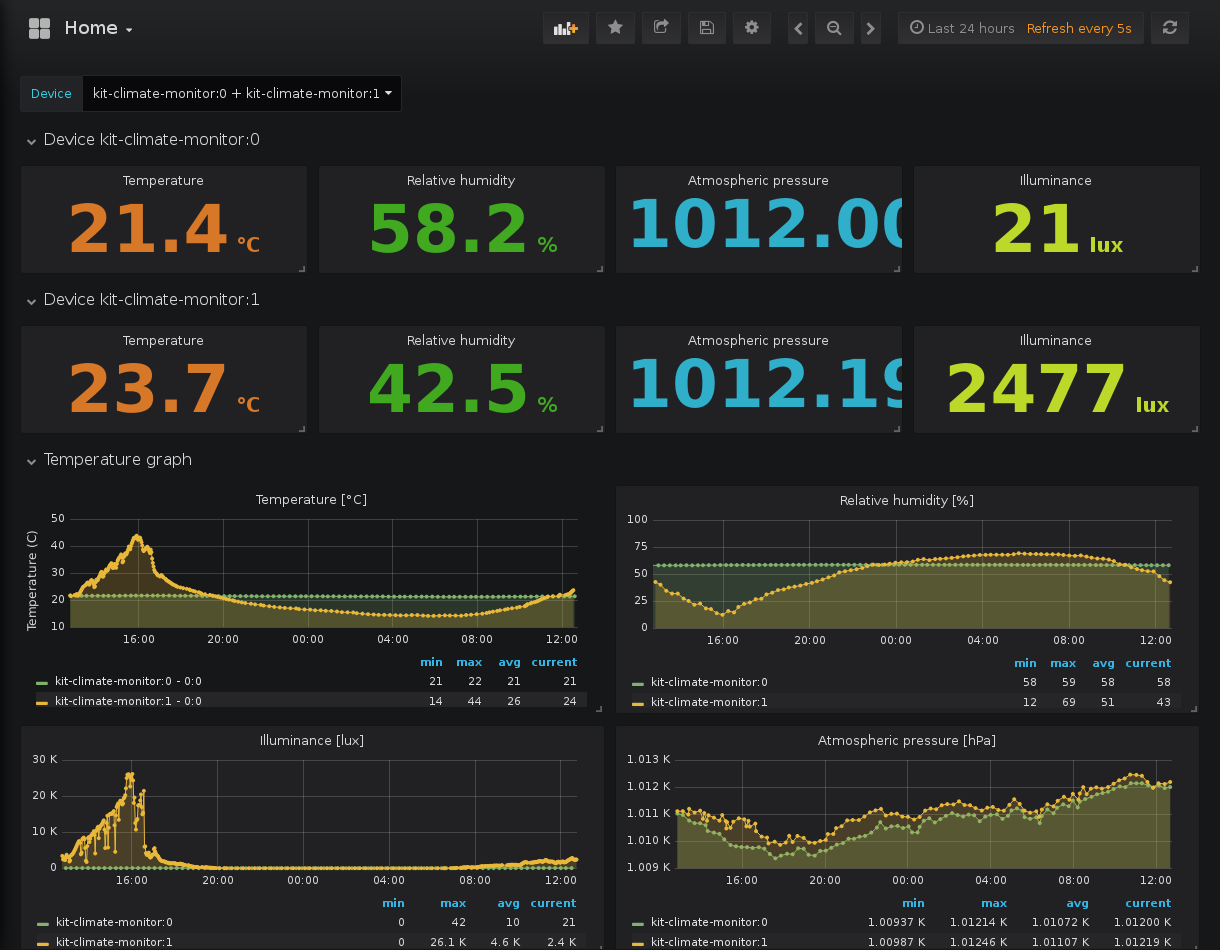 Home
Last 24 hours Refresh every 5s
Device kit-climate-monitor:0 + kit-climate-monitor:1
Device kit-climate-monitor:0
Temperature Relative humidity Atmospheric pressure Illuminance
21.4 °C 58.2 % 1012.00 21 lux
Device kit-climate-monitor:1
Temperature Relative humidity Atmospheric pressure Illuminance
23.7 °C 42.5 % 1012.19 2477 lux
Temperature graph
Temperature [°C]
Temperature (C)
50
40
30
20
10
16:00 20:00 00:00 04:00 08:00 12:00
min max avg current
kit-climate-monitor:0 - 0:0 21 22 21 21
kit-climate-monitor:1 - 0:0 14 44 26 24
Relative humidity [%]
100
75
50
25
0
16:00 20:00 00:00 04:00 08:00 12:00
min max avg current
kit-climate-monitor:0 58 59 58 58
kit-climate-monitor:1 12 69 51 43
Illuminance [lux]
30 K
20 K
10 K
0
16:00 20:00 00:00 04:00 08:00 12:00
min max avg current
kit-climate-monitor:0 0 42 10 21
kit-climate-monitor:1 0 26.1 K 4.6 K 2.4 K
Atmospheric pressure [hPa]
1.013 K
1.012 K
1.011 K
1.010 K
1.009 K
16:00 20:00 00:00 04:00 08:00 12:00
min max avg current
kit-climate-monitor:0 1.00937 K 1.01214 K 1.01072 K 1.01200 K
kit-climate-monitor:1 1.00987 K 1.01246 K 1.01107 K 1.01219 K